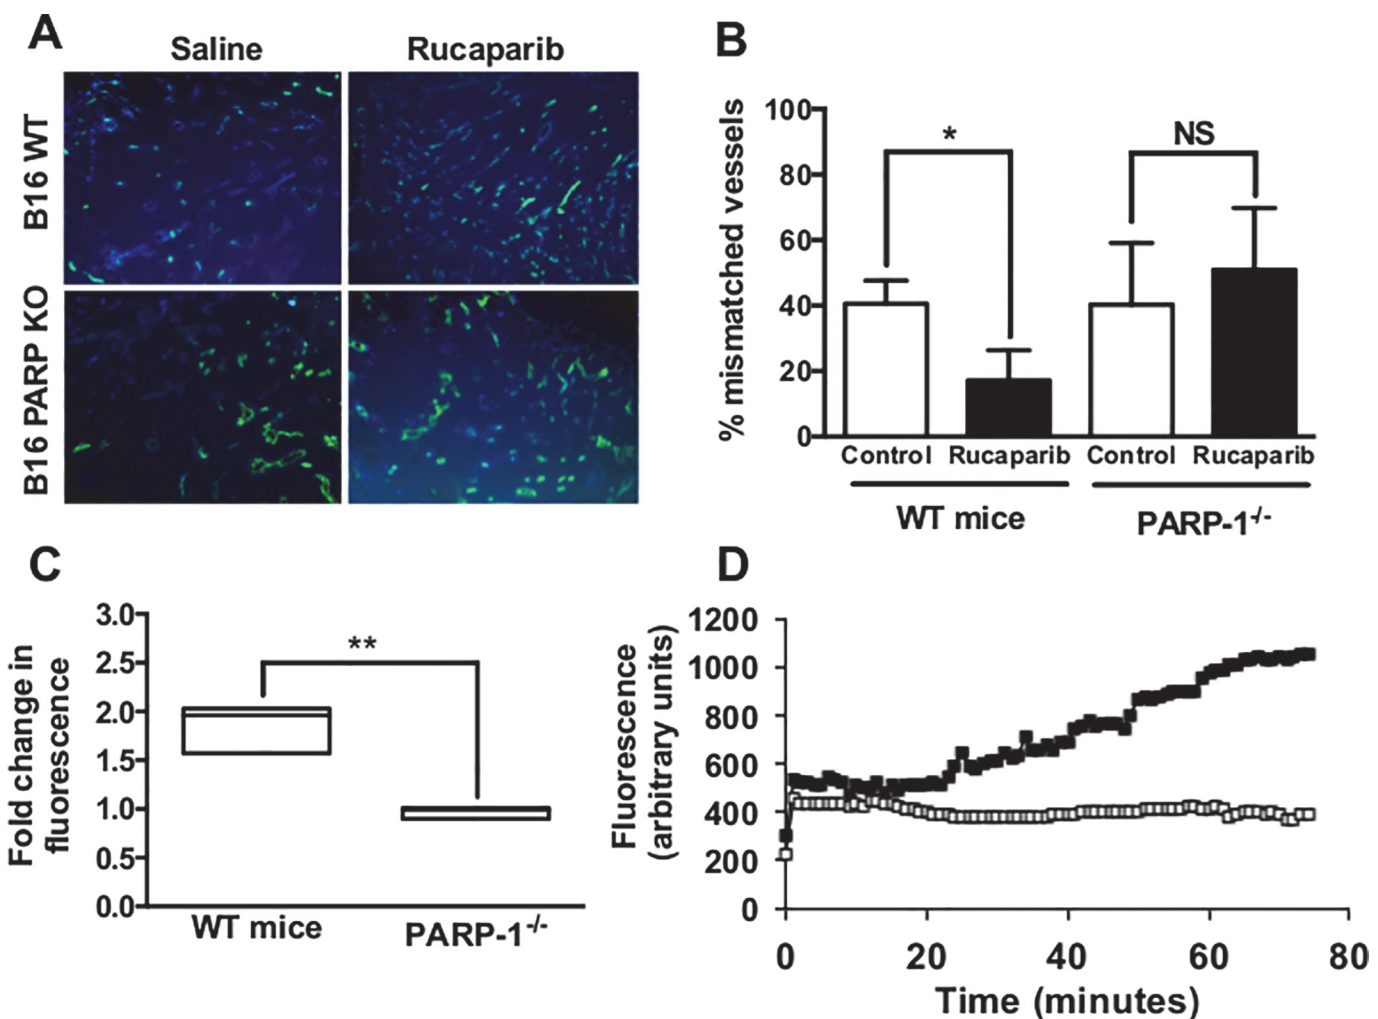 A
Saline
Rucaparib
B16 WT
B16 PARP KO
B
% mismatched vessels
100
80
60
40
20
0
*
NS
Control
Rucaparib
Control
Rucaparib
WT mice
PARP-1-/-
C
Fold change in
fluorescence
3.0
2.5
2.0
1.5
1.0
0.5
0.0
**
WT mice
PARP-1-/-
D
Fluorescence
(arbitrary units)
1200
1000
800
600
400
200
0
0
20
40
60
80
Time (minutes)